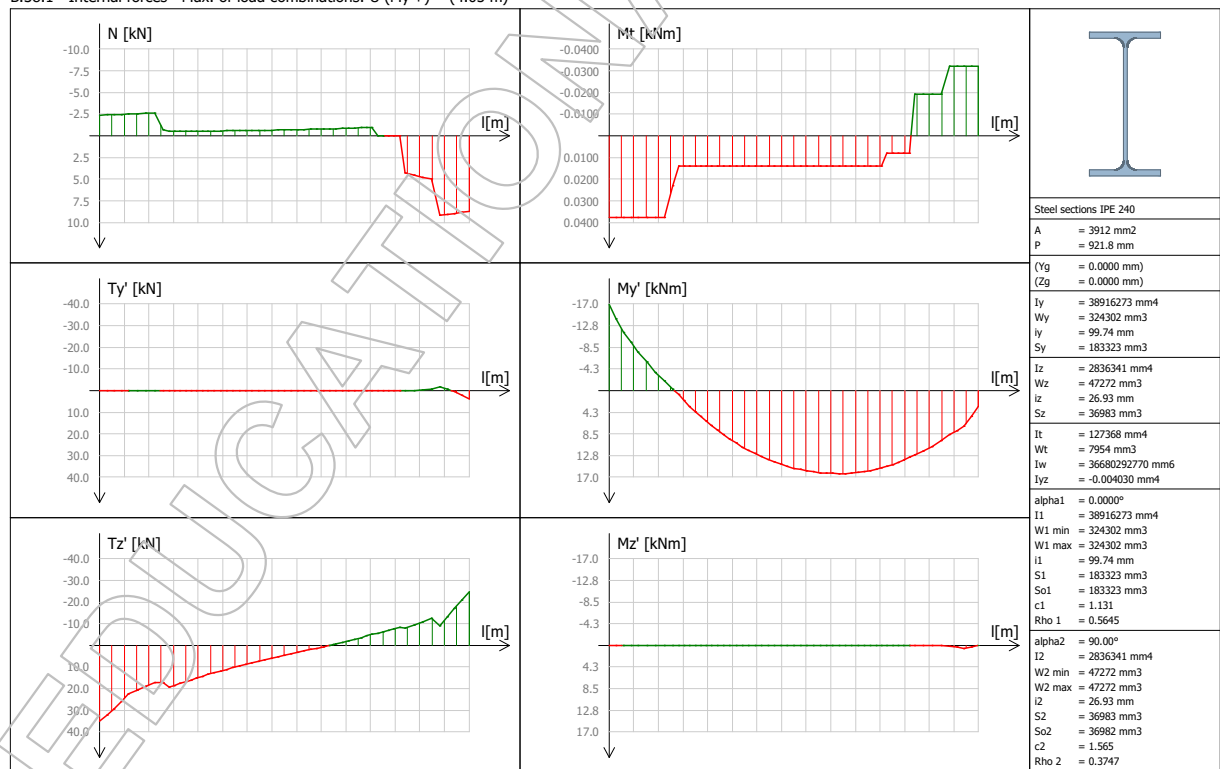 N [kN]
-10.0
-7.5
-5.0
-2.5
2.5
5.0
7.5
10.0
l[m]
Mt [kNm]
-0.0400
-0.0300
-0.0200
-0.0100
0.0100
0.0200
0.0300
0.0400
l[m]
Ty' [kN]
-40.0
-30.0
-20.0
-10.0
10.0
20.0
30.0
40.0
l[m]
My' [kNm]
-17.0
-12.8
-8.5
-4.3
4.3
8.5
12.8
17.0
l[m]
Tz' [kN]
-40.0
-30.0
-20.0
-10.0
10.0
20.0
30.0
40.0
l[m]
Mz' [kNm]
-17.0
-12.8
-8.5
-4.3
4.3
8.5
12.8
17.0
l[m]
Steel sections IPE 240
A = 3912 mm2
P = 921.8 mm
(Yg = 0.0000 mm)
(Zg = 0.0000 mm)
Iy = 38916273 mm4
Wy = 324302 mm3
iy = 99.74 mm
Sy = 183323 mm3
Iz = 2836341 mm4
Wz = 47272 mm3
iz = 26.93 mm
Sz = 36983 mm3
It = 127368 mm4
Wt = 7954 mm3
Iw = 36680292770 mm6
Iyz = -0.004030 mm4
alpha1 = 0.0000°
I1 = 38916273 mm4
W1 min = 324302 mm3
W1 max = 324302 mm3
i1 = 99.74 mm
S1 = 183323 mm3
So1 = 183323 mm3
c1 = 1.131
Rho 1 = 0.5645
alpha2 = 90.00°
I2 = 2836341 mm4
W2 min = 47272 mm3
W2 max = 47272 mm3
i2 = 26.93 mm
S2 = 36983 mm3
So2 = 36982 mm3
c2 = 1.565
Rho 2 = 0.3747
EDUCATION